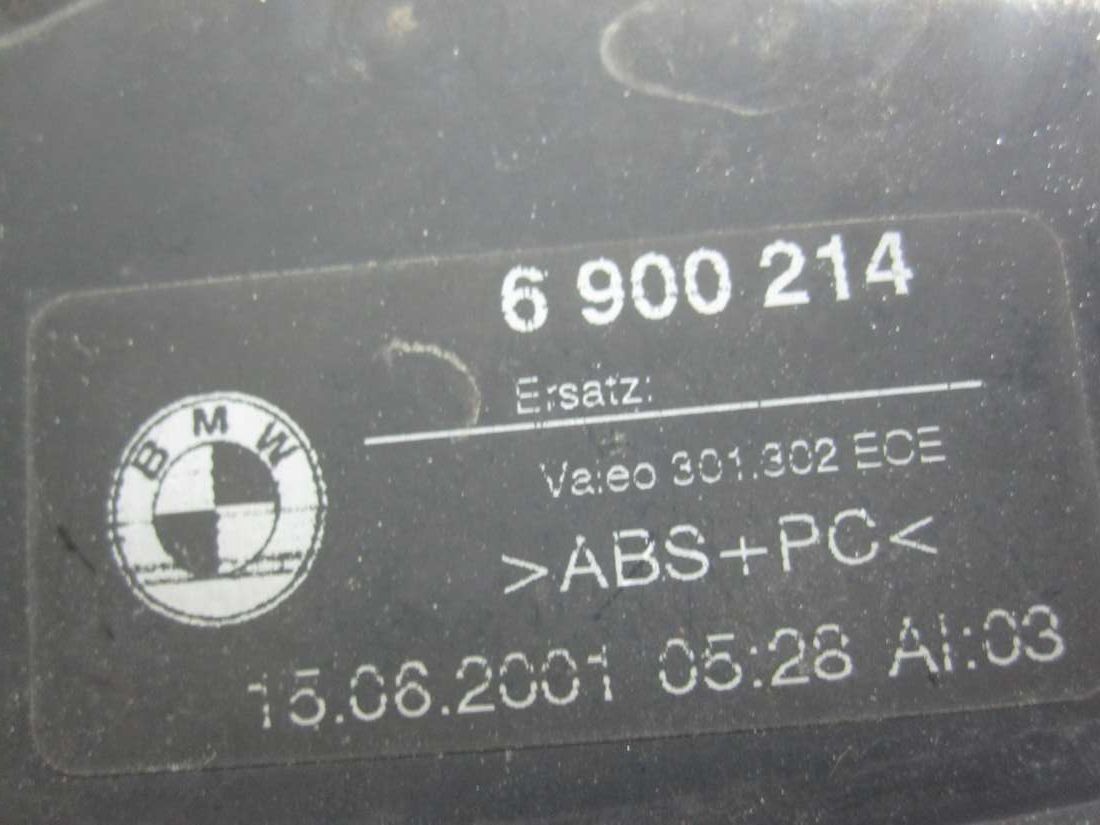 6 900 214
Ersatz:
BMW
Valeo 301.302 ECE
>ABS+PC<
15.06.2001 05:28 AI:03